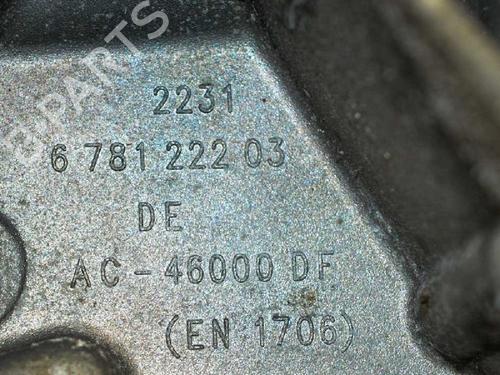 B-PARTS
2231
6 781 222 03
DE
AC-46000 DF
(EN 1706)